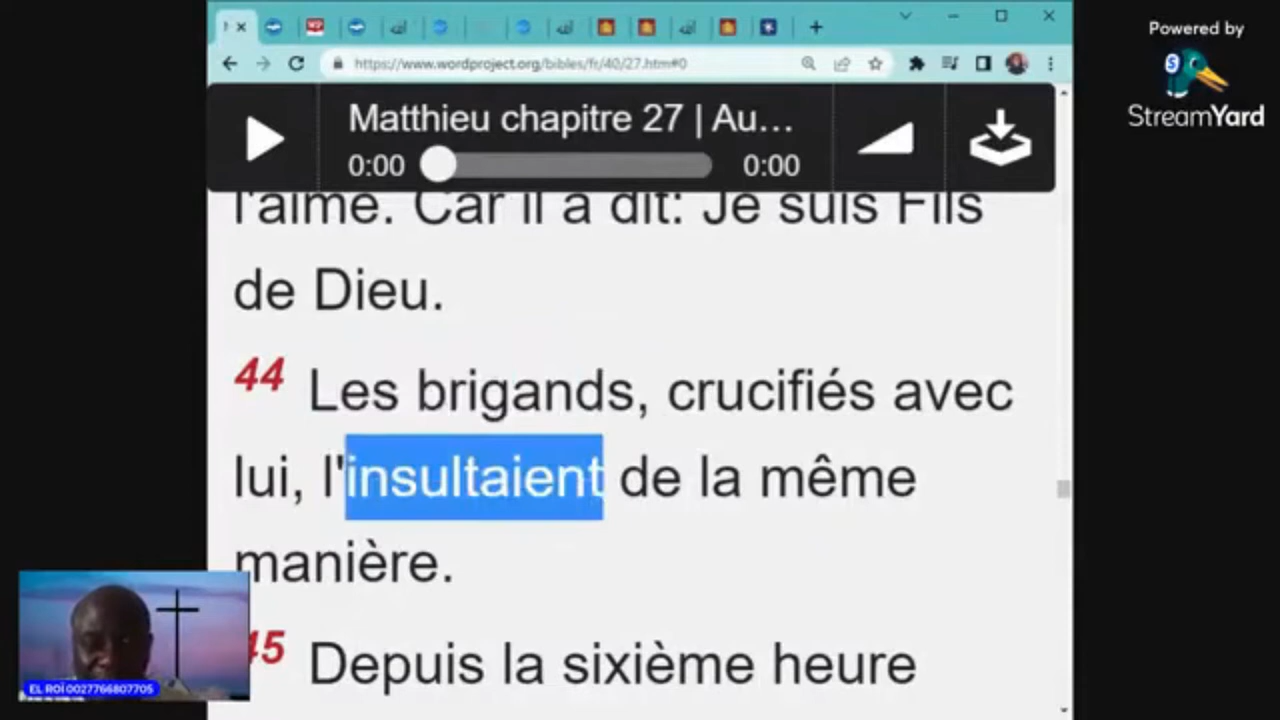 Powered by
StreamYard
https://www.wordproject.org/bibles/fr/40/27.htm#0
Matthieu chapitre 27 | Au...
0:00 0:00
l'aime. Car il a dit: Je suis Fils
de Dieu.
44 Les brigands, crucifiés avec
lui, l'insultaient de la même
manière.
45 Depuis la sixième heure
EL ROÏ 0027766807705